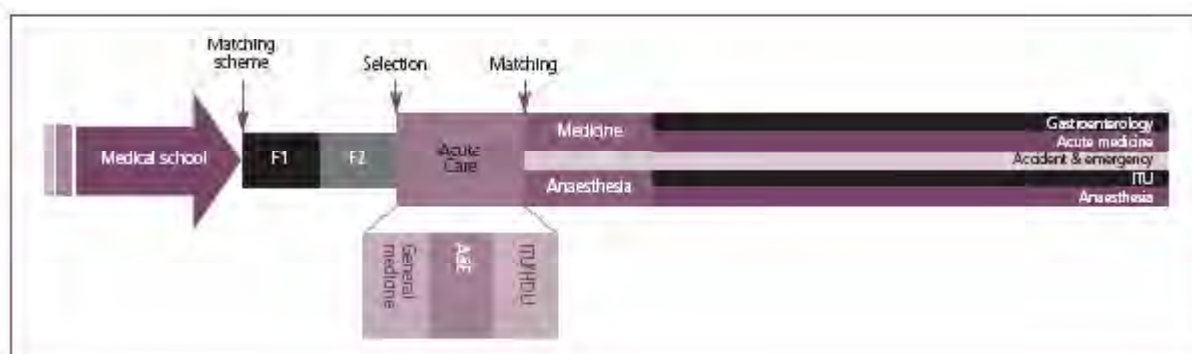 Matching
scheme
Selection
Matching
Medical school
F1
F2
Acute
Care
Medicine
Anaesthesia
Gastroenterology
Acute medicine
Accident & emergency
ITU
Anaesthesia
General
medicine
A&E
ITU/HDU